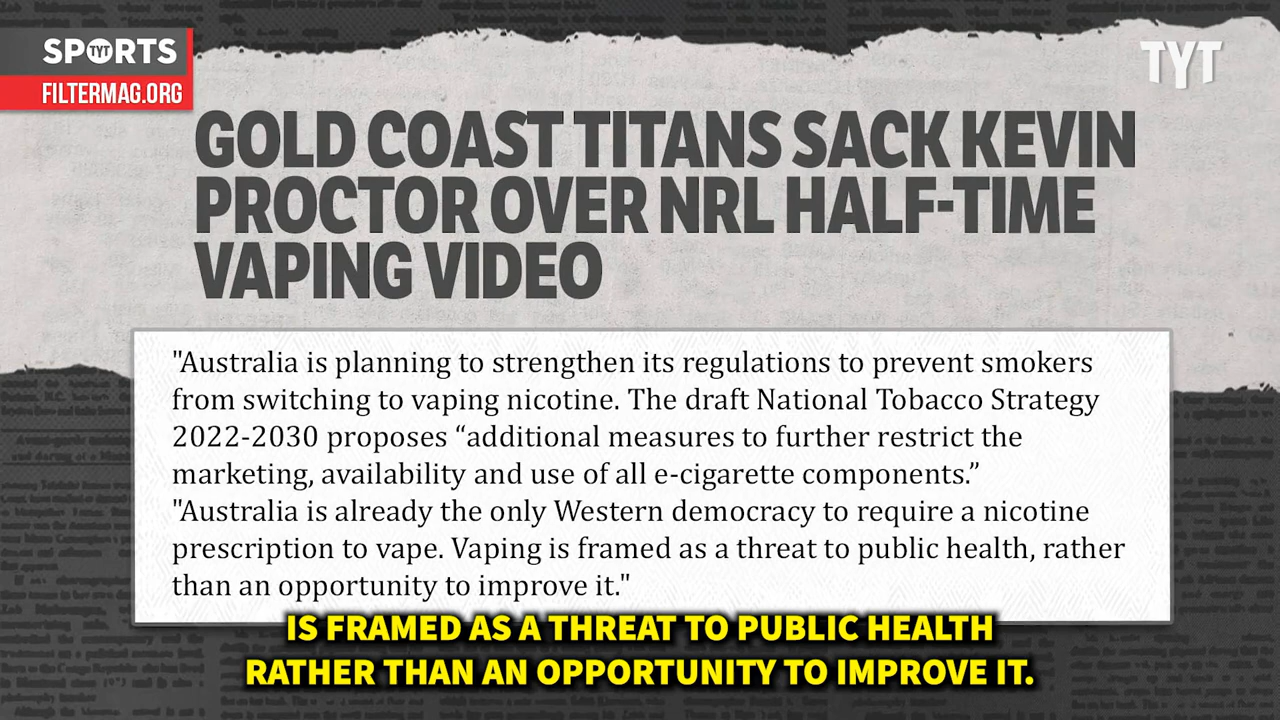 SPORTS
TYT
FILTERMAG.ORG
TYT
GOLD COAST TITANS SACK KEVIN
PROCTOR OVER NRL HALF-TIME
VAPING VIDEO
"Australia is planning to strengthen its regulations to prevent smokers
from switching to vaping nicotine. The draft National Tobacco Strategy
2022-2030 proposes “additional measures to further restrict the
marketing, availability and use of all e-cigarette components.”
"Australia is already the only Western democracy to require a nicotine
prescription to vape. Vaping is framed as a threat to public health, rather
than an opportunity to improve it."
IS FRAMED AS A THREAT TO PUBLIC HEALTH
RATHER THAN AN OPPORTUNITY TO IMPROVE IT.